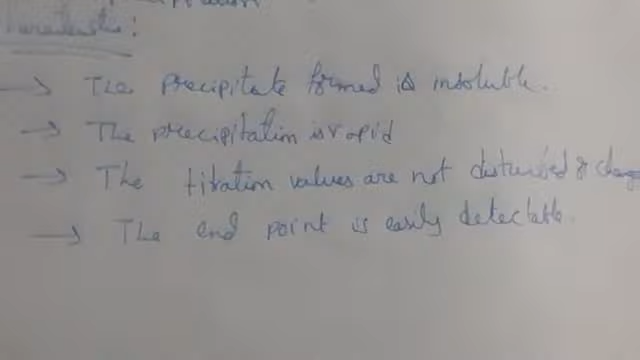 → The precipitate formed is insoluble.
→ The precipitation is rapid
→ The titration values are not disturbed &
→ The end point is easily detectable.